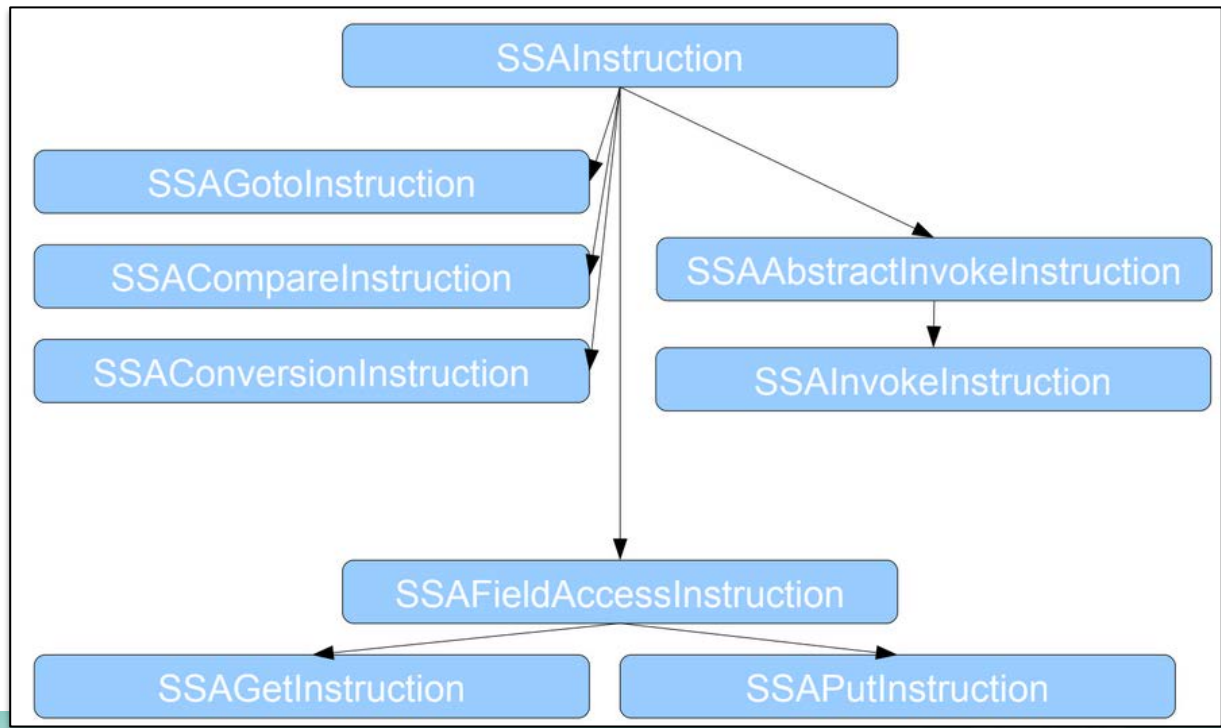 SSAInstruction
SSAGotoInstruction
SSACompareInstruction
SSAAbstractInvokeInstruction
SSAConversionInstruction
SSAInvokeInstruction
SSAFieldAccessInstruction
SSAGetInstruction
SSAPutInstruction